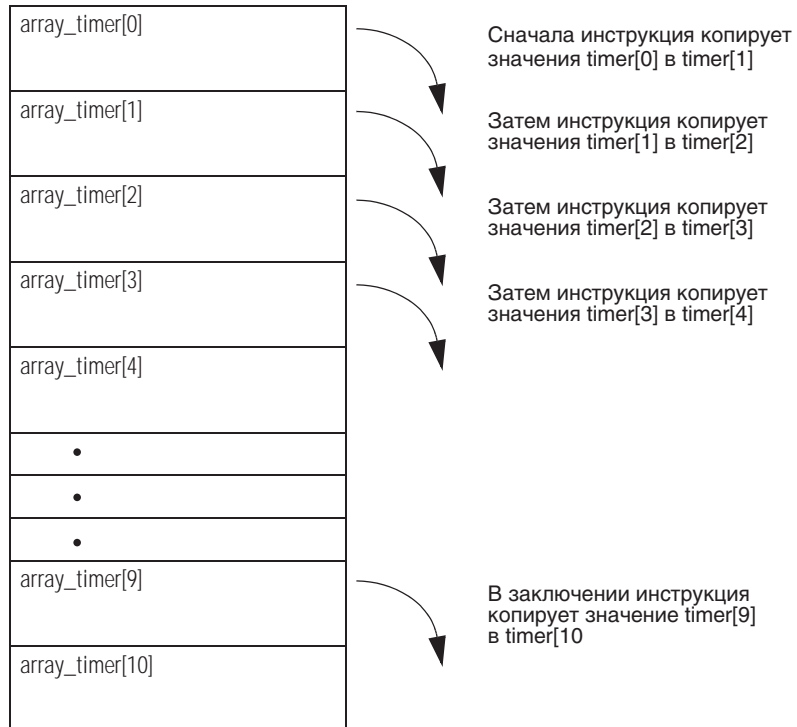 array_timer[0]
Сначала инструкция копирует
значения timer[0] в timer[1]
array_timer[1]
Затем инструкция копирует
значения timer[1] в timer[2]
array_timer[2]
Затем инструкция копирует
значения timer[2] в timer[3]
array_timer[3]
Затем инструкция копирует
значения timer[3] в timer[4]
array_timer[4]
•
•
•
array_timer[9]
В заключении инструкция
копирует значение timer[9]
в timer[10
array_timer[10]